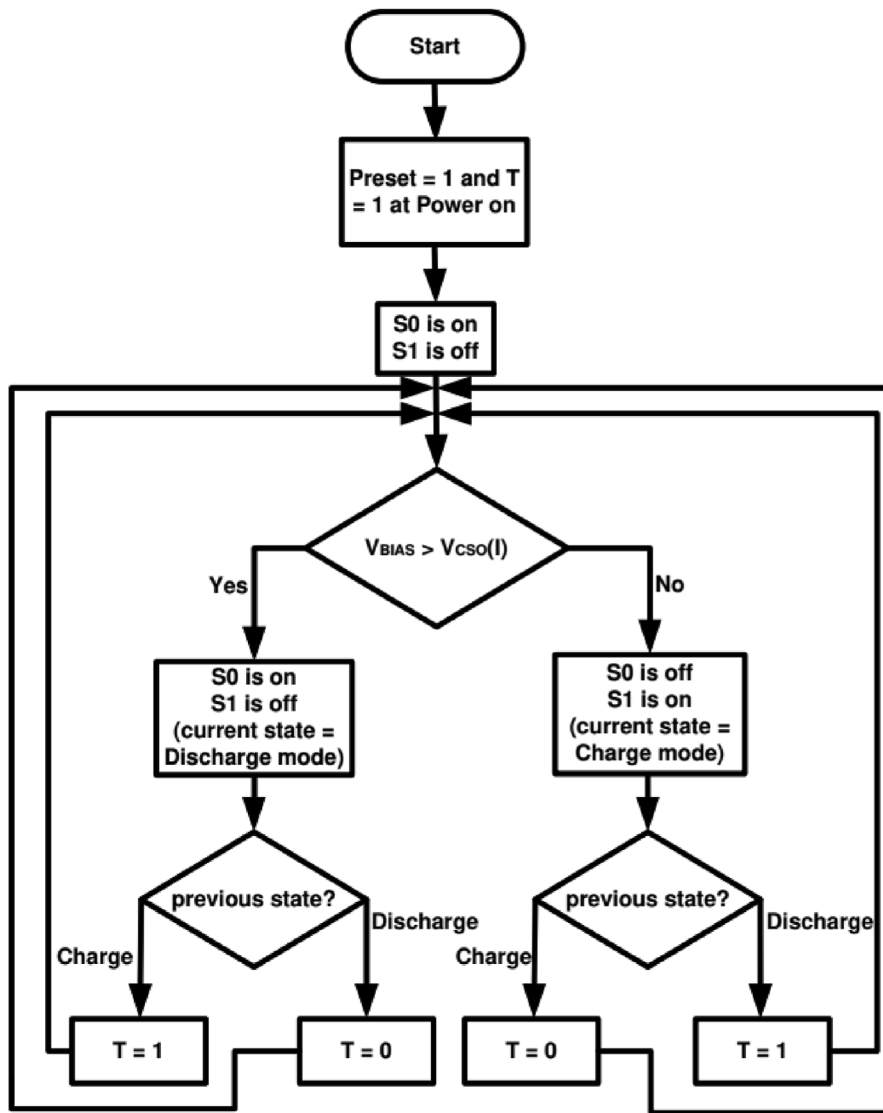 Start
Preset = 1 and T
= 1 at Power on
S0 is on
S1 is off
VBIAS > VCSO(I)
Yes
No
S0 is on
S1 is off
(current state =
Discharge mode)
S0 is off
S1 is on
(current state =
Charge mode)
previous state?
previous state?
Charge
Discharge
Charge
Discharge
T = 1
T = 0
T = 0
T = 1